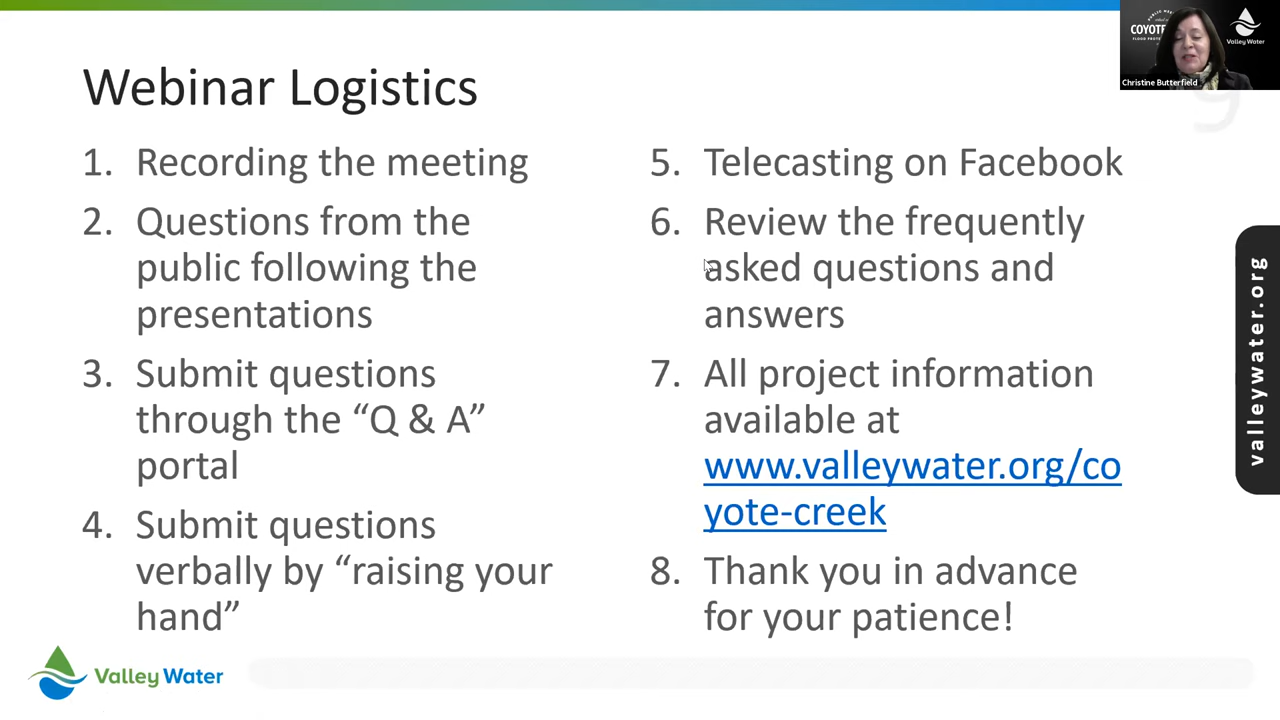 Webinar Logistics
1. Recording the meeting
2. Questions from the
public following the
presentations
3. Submit questions
through the “Q & A”
portal
4. Submit questions
verbally by “raising your
hand”
5. Telecasting on Facebook
6. Review the frequently
asked questions and
answers
7. All project information
available at
www.valleywater.org/co
yote-creek
8. Thank you in advance
for your patience!
Valley Water
Christine Butterfield
Valley Water
valleywater.org
9